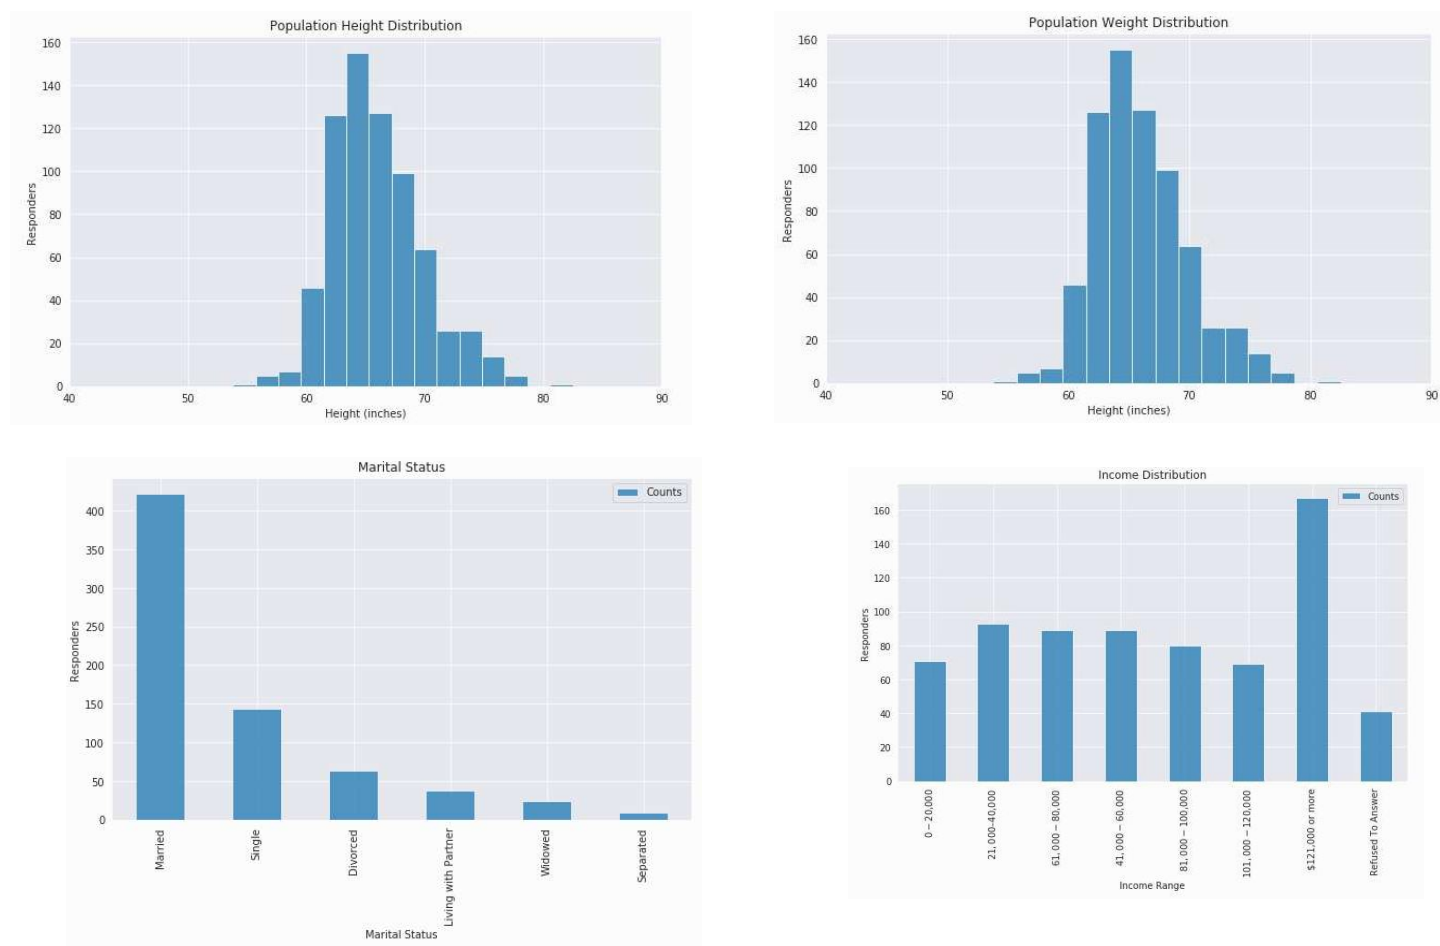 Population Height Distribution
160
140
120
100
80
60
40
20
0
Responders
40 50 60 70 80 90
Height (inches)
Population Weight Distribution
160
140
120
100
80
60
40
20
0
Responders
40 50 60 70 80 90
Height (inches)
Marital Status
Counts
400
350
300
250
200
150
100
50
0
Responders
Married
Single
Divorced
Living with Partner
Widowed
Separated
Marital Status
Income Distribution
Counts
160
140
120
100
80
60
40
20
0
Responders
0 − 20,000
21,000–40,000
61,000 − 80,000
41,000 − 60,000
81,000 − 100,000
101,000 − 120,000
$121,000 or more
Refused To Answer
Income Range